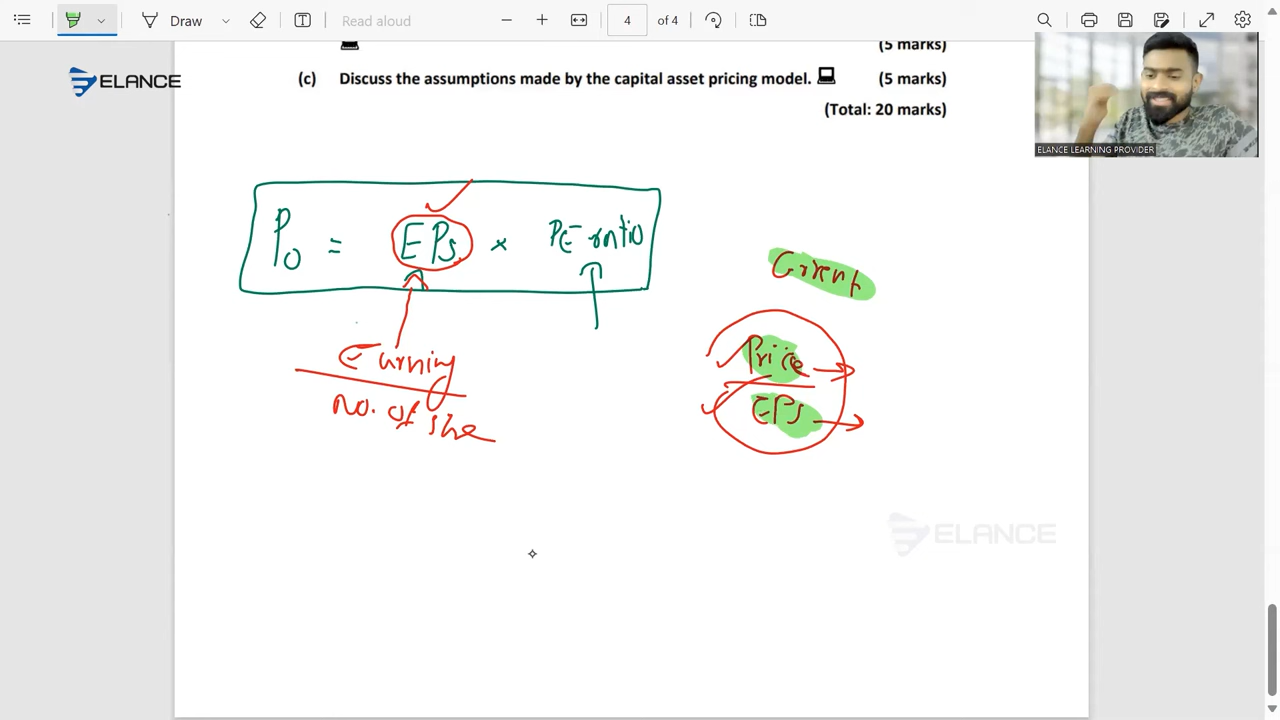 Draw
Read aloud
4 of 4
ELANCE
(5 marks)
(c) Discuss the assumptions made by the capital asset pricing model. (5 marks)
(Total: 20 marks)
ELANCE LEARNING PROVIDER
P0 = EPS × PE ratio
Current
Price
EPS
Earning
No. of share
ELANCE